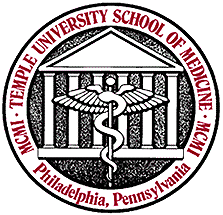 MCMI · TEMPLE UNIVERSITY SCHOOL OF MEDICINE · MCMI
Philadelphia, Pennsylvania